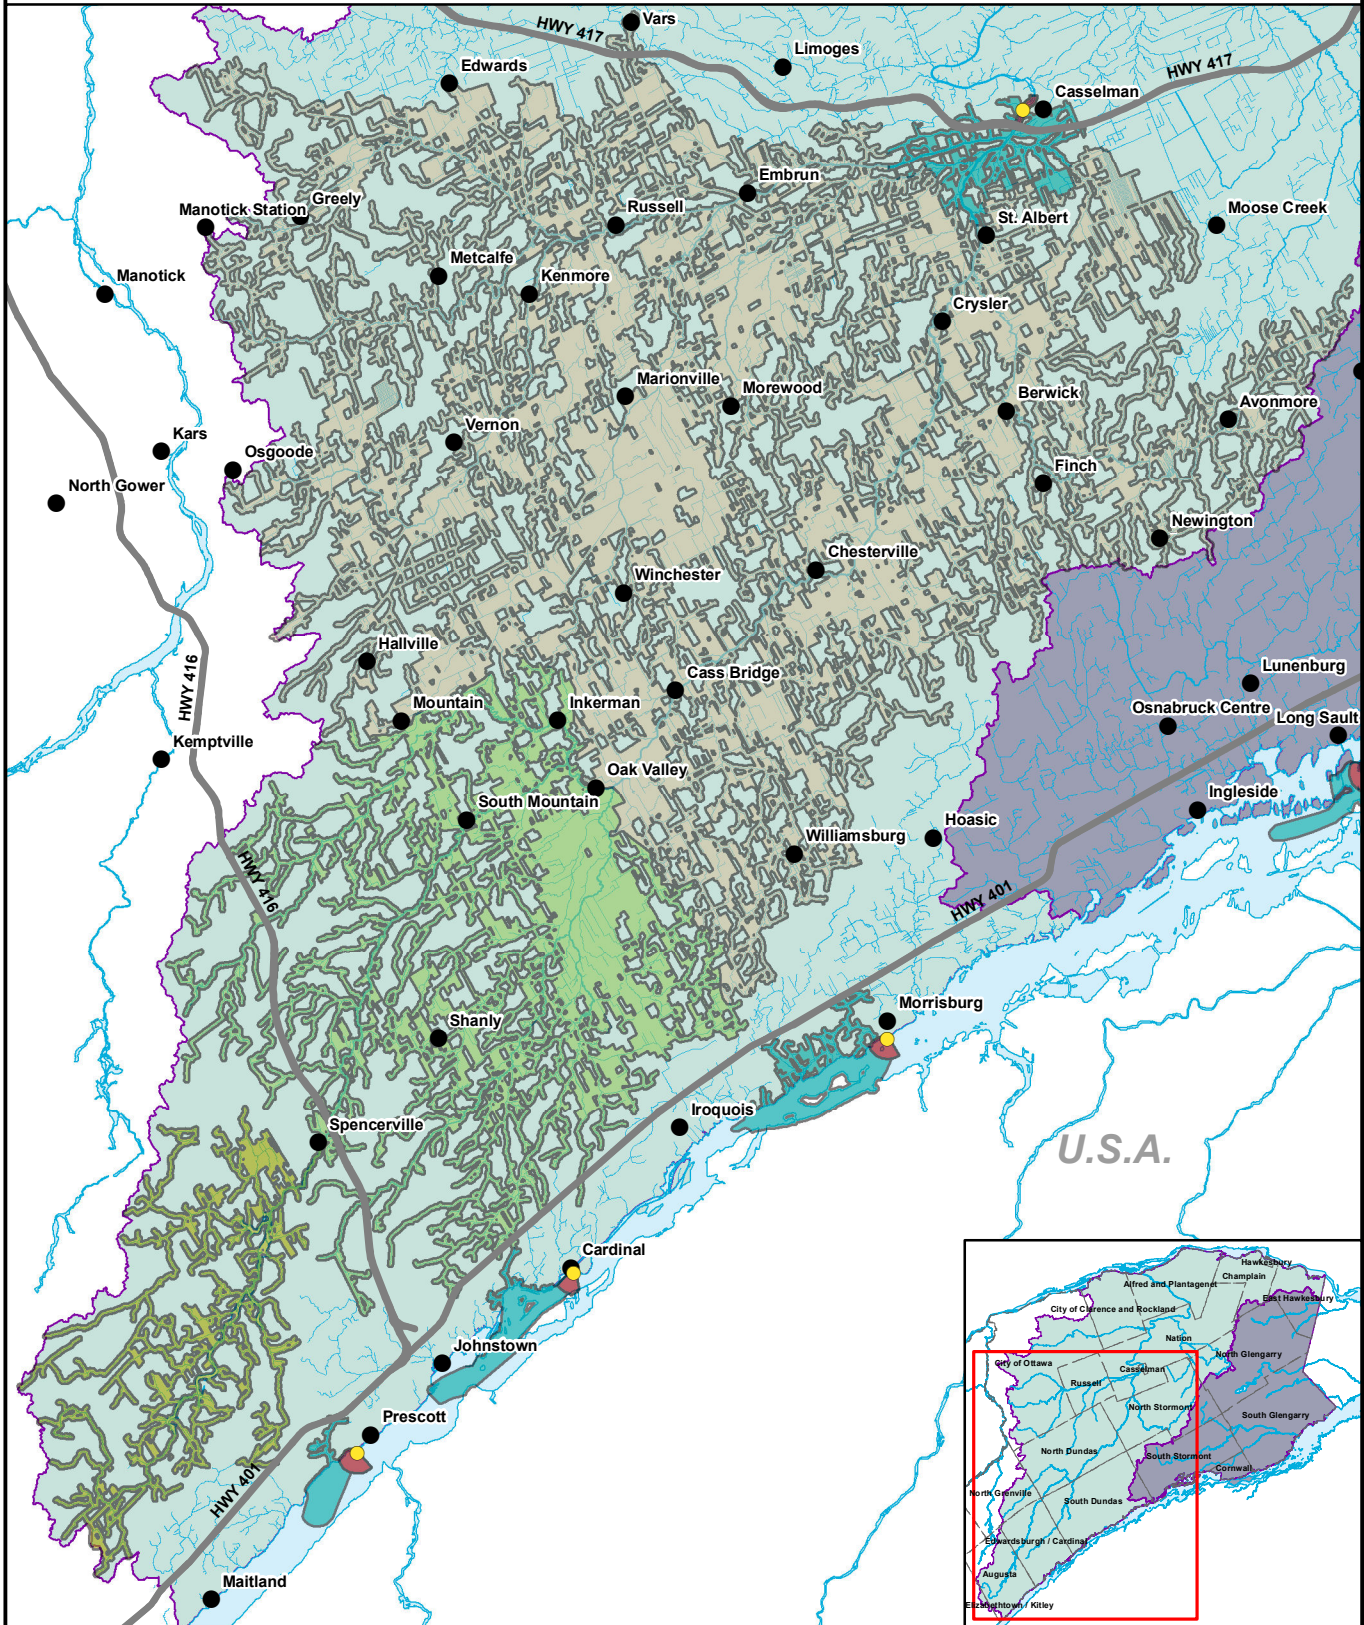 Vars
HWY 417
Limoges
Edwards
HWY 417
Casselman
Embrun
Greely
Manotick Station
Russell
Moose Creek
St. Albert
Metcalfe
Manotick
Kenmore
Crysler
Marionville
Morewood
Berwick
Avonmore
Vernon
Kars
Osgoode
Finch
North Gower
Newington
Chesterville
Winchester
Hallville
Lunenburg
Cass Bridge
HWY 416
Mountain
Inkerman
Osnabruck Centre
Long Sault
Kemptville
Oak Valley
South Mountain
Ingleside
Hoasic
Williamsburg
HWY 416
HWY 401
Morrisburg
Shanly
Iroquois
Spencerville
U.S.A.
Cardinal
Johnstown
Prescott
HWY 401
Maitland
Hawkesbury
Champlain
Alfred and Plantagenet
East Hawkesbury
City of Clarence and Rockland
Nation
North Glengarry
City of Ottawa
Casselman
Russell
North Stormont
South Glengarry
North Dundas
South Stormont
Cornwall
North Grenville
South Dundas
Edwardsburgh / Cardinal
Augusta
Elizabethtown / Kitley